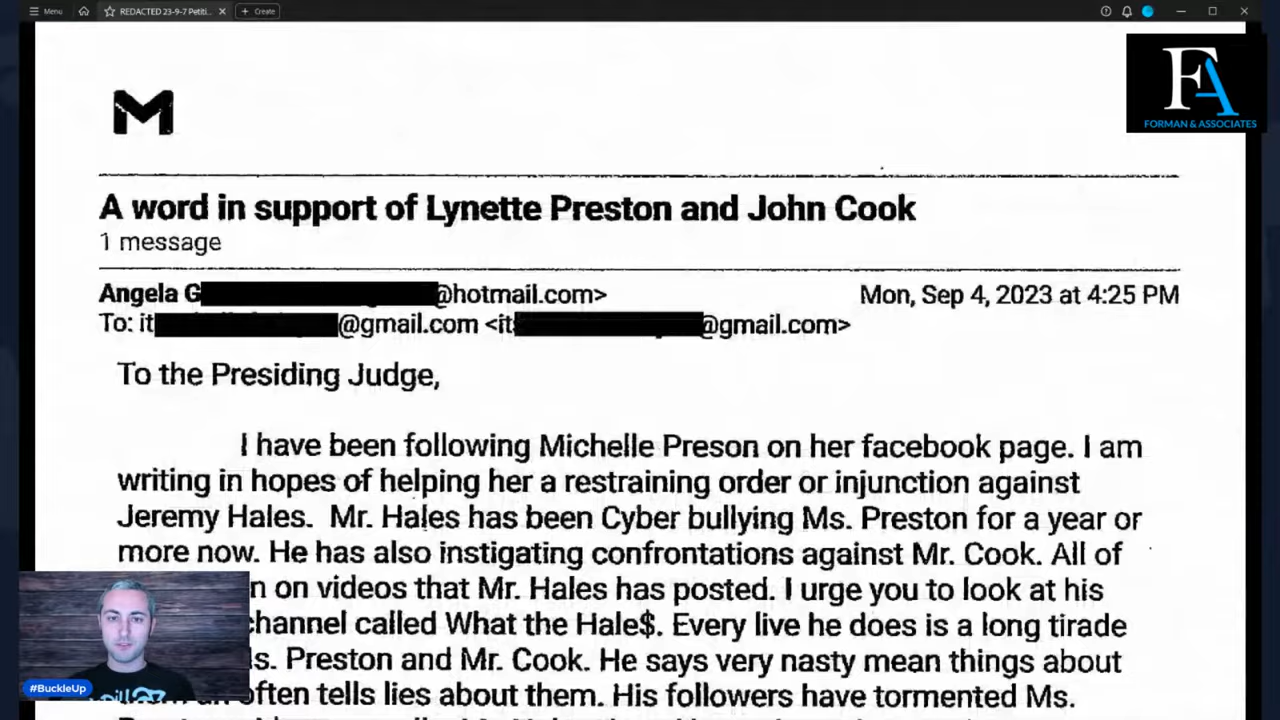 Menu
REDACTED 23-9-7 Petiti...
Create
FA
FORMAN & ASSOCIATES
M
A word in support of Lynette Preston and John Cook
1 message
Angela G @hotmail.com>
Mon, Sep 4, 2023 at 4:25 PM
To: it @gmail.com <it @gmail.com>
To the Presiding Judge,
I have been following Michelle Preson on her facebook page. I am
writing in hopes of helping her a restraining order or injunction against
Jeremy Hales. Mr. Hales has been Cyber bullying Ms. Preston for a year or
more now. He has also instigating confrontations against Mr. Cook. All of
on videos that Mr. Hales has posted. I urge you to look at his
channel called What the Hale$. Every live he does is a long tirade
Preston and Mr. Cook. He says very nasty mean things about
often tells lies about them. His followers have tormented Ms.
#BuckleUp